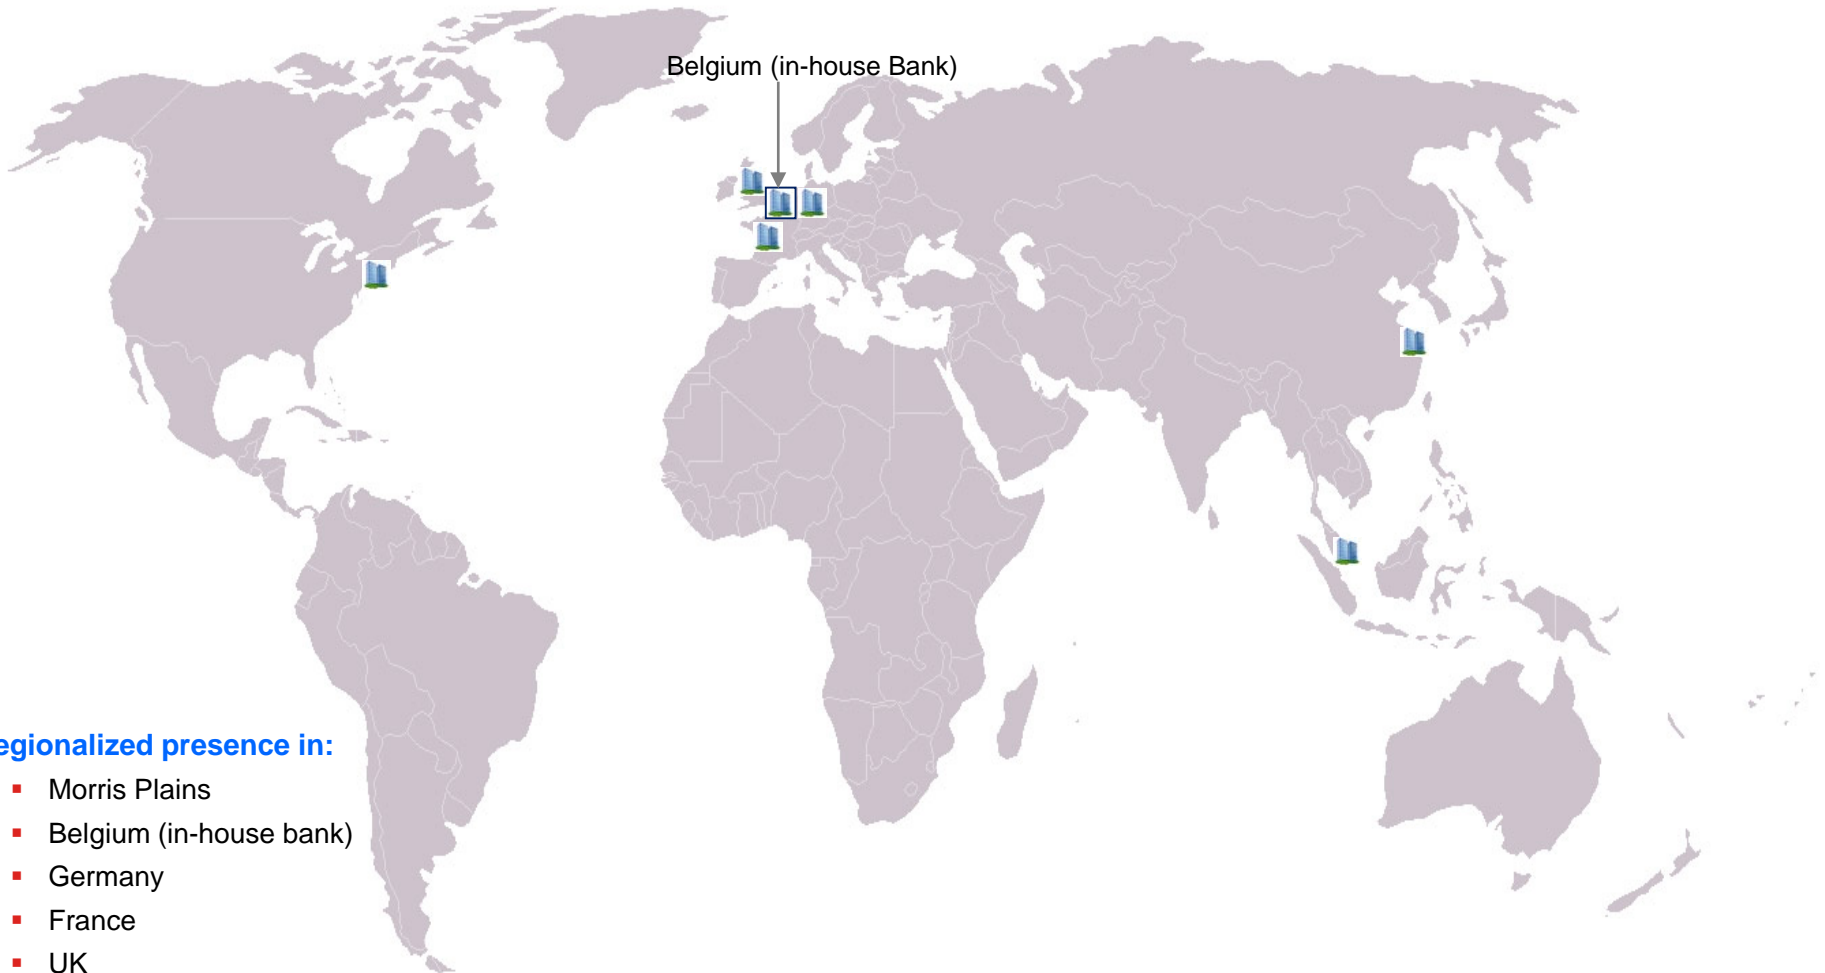 Belgium (in-house Bank)
egionalized presence in:
▪ Morris Plains
▪ Belgium (in-house bank)
▪ Germany
▪ France
▪ UK